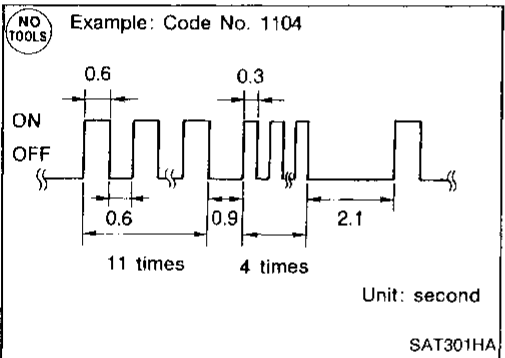 NO TOOLS
Example: Code No. 1104
0.6
0.3
ON
OFF
0.6
0.9
2.1
11 times
4 times
Unit: second
SAT301HA